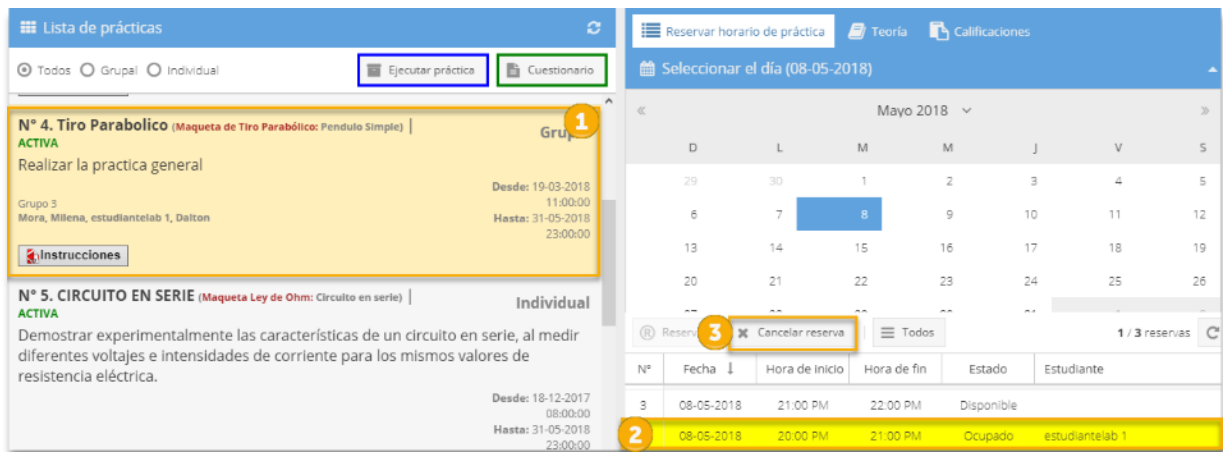 Lista de prácticas
Todos Grupal Individual Ejecutar práctica Cuestionario
1
N° 4. Tiro Parabolico (Maqueta de Tiro Parabólico: Pendulo Simple) |
ACTIVA
Realizar la practica general
Desde: 19-03-2018
11:00:00
Hasta: 31-05-2018
23:00:00
Grupo 3
Mora, Milena, estudiantelab 1, Dalton
Instrucciones
N° 5. CIRCUITO EN SERIE (Maqueta Ley de Ohm: Circuito en serie) | Individual
ACTIVA
Demostrar experimentalmente las características de un circuito en serie, al medir
diferentes voltajes e intensidades de corriente para los mismos valores de
resistencia eléctrica.
Desde: 18-12-2017
08:00:00
Hasta: 31-05-2018
23:00:00
Reservar horario de práctica Teoría Calificaciones
Seleccionar el día (08-05-2018)
« Mayo 2018 »
D L M M J V S
29 30 1 2 3 4 5
6 7 8 9 10 11 12
13 14 15 16 17 18 19
20 21 22 23 24 25 26
3 Cancelar reserva Todos 1 / 3 reservas
N° Fecha ↓ Hora de inicio Hora de fin Estado Estudiante
3 08-05-2018 21:00 PM 22:00 PM Disponible
2 08-05-2018 20:00 PM 21:00 PM Ocupado estudiantelab 1